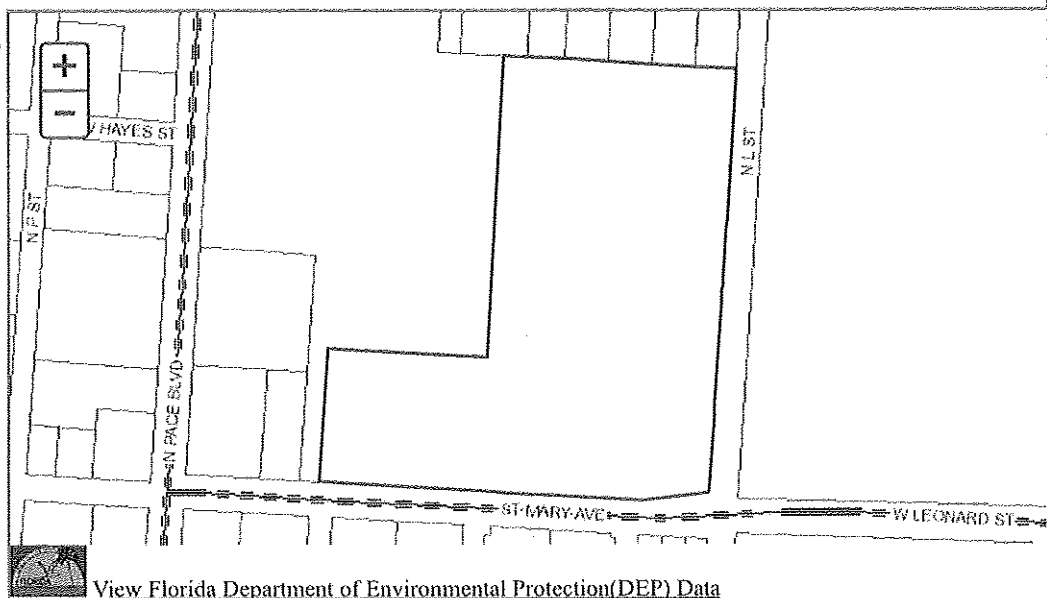 +
−
HAYES ST
N P ST
N L ST
N PACE BLVD
ST MARY AVE
W LEONARD ST
View Florida Department of Environmental Protection(DEP) Data